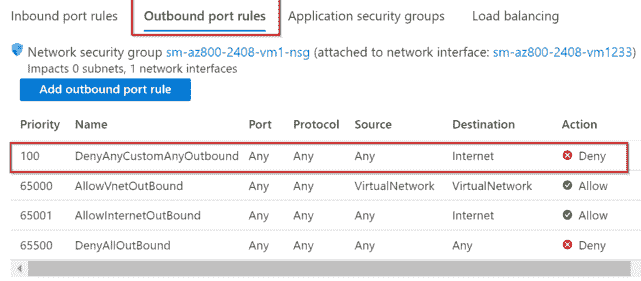 Inbound port rules Outbound port rules Application security groups Load balancing
Network security group sm-az800-2408-vm1-nsg (attached to network interface: sm-az800-2408-vm1233)
Impacts 0 subnets, 1 network interfaces
Add outbound port rule
Priority Name Port Protocol Source Destination Action
100 DenyAnyCustomAnyOutbound Any Any Any Internet Deny
65000 AllowVnetOutBound Any Any VirtualNetwork VirtualNetwork Allow
65001 AllowInternetOutBound Any Any Any Internet Allow
65500 DenyAllOutBound Any Any Any Any Deny